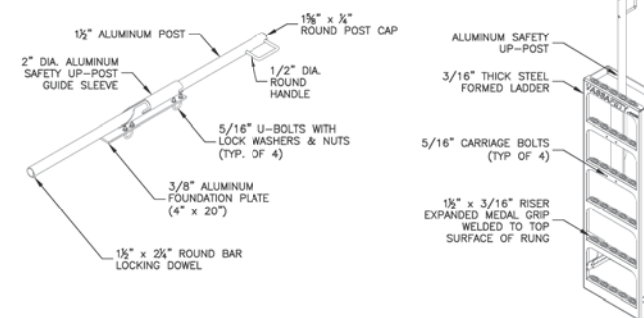 1½" ALUMINUM POST
1⅝" x ¼"
ROUND POST CAP
2" DIA. ALUMINUM
SAFETY UP-POST
GUIDE SLEEVE
1/2" DIA.
ROUND
HANDLE
5/16" U-BOLTS WITH
LOCK WASHERS & NUTS
(TYP. OF 4)
3/8" ALUMINUM
FOUNDATION PLATE
(4" x 20")
1½" x 2¼" ROUND BAR
LOCKING DOWEL
ALUMINUM SAFETY
UP-POST
3/16" THICK STEEL
FORMED LADDER
5/16" CARRIAGE BOLTS
(TYP OF 4)
1½" x 3/16" RISER
EXPANDED MEDAL GRIP
WELDED TO TOP
SURFACE OF RUNG